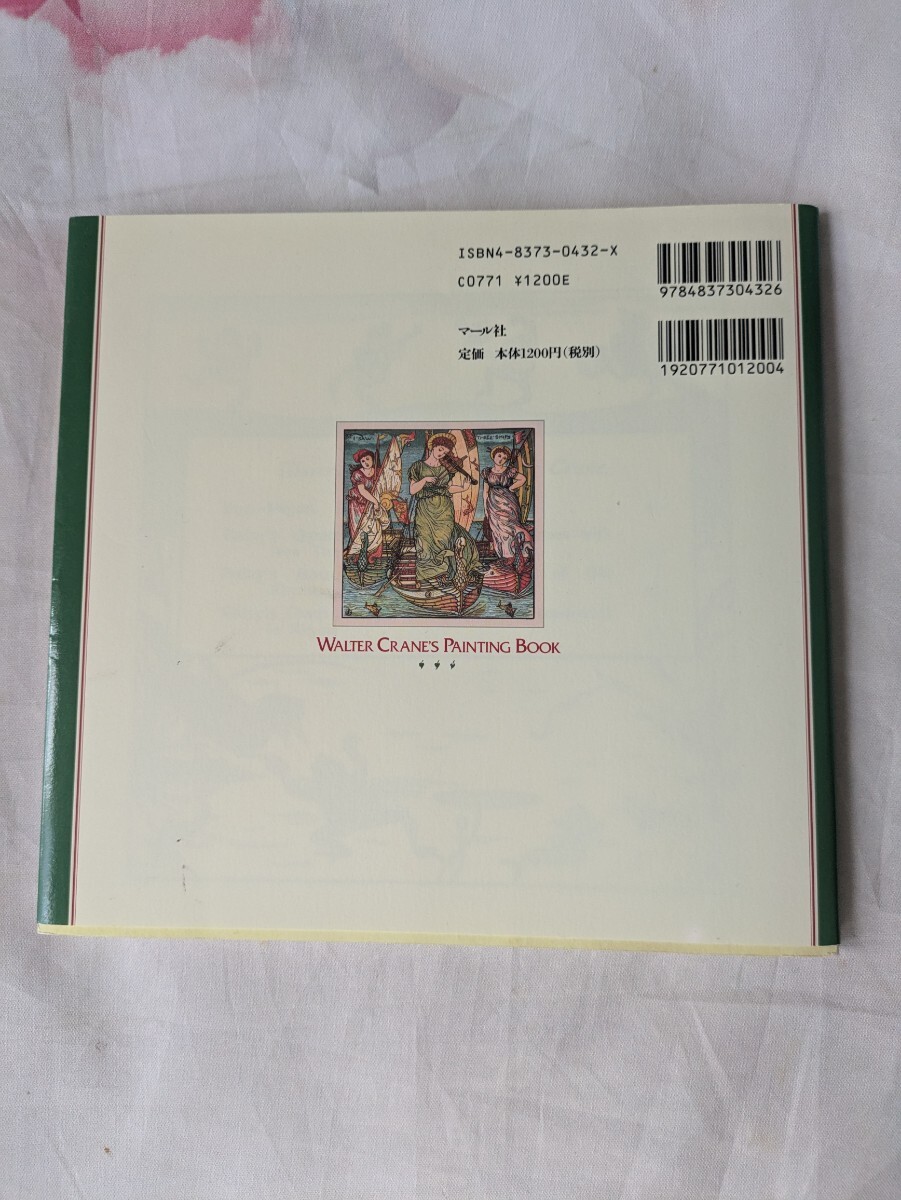 ISBN4-8373-0432-X
C0771 ¥1200E
9784837304326
マール社
定価 本体1200円(税別)
1920771012004
WALTER CRANE'S PAINTING BOOK